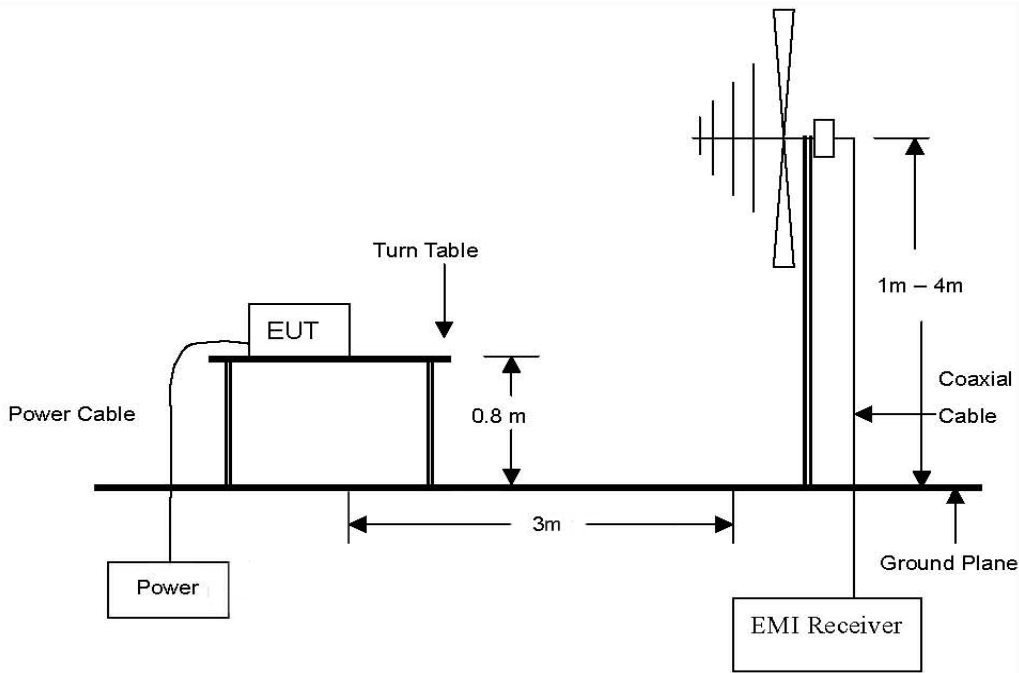 Turn Table
1m – 4m
EUT
Coaxial
Cable
Power Cable
0.8 m
3m
Ground Plane
Power
EMI Receiver